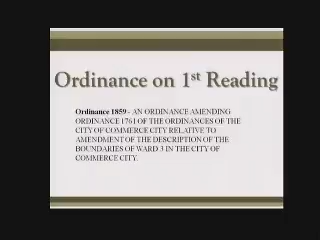 Ordinance on 1st Reading
Ordinance 1859 - AN ORDINANCE AMENDING
ORDINANCE 1761 OF THE ORDINANCES OF THE
CITY OF COMMERCE CITY RELATIVE TO
AMENDMENT OF THE DESCRIPTION OF THE
BOUNDARIES OF WARD 3 IN THE CITY OF
COMMERCE CITY.